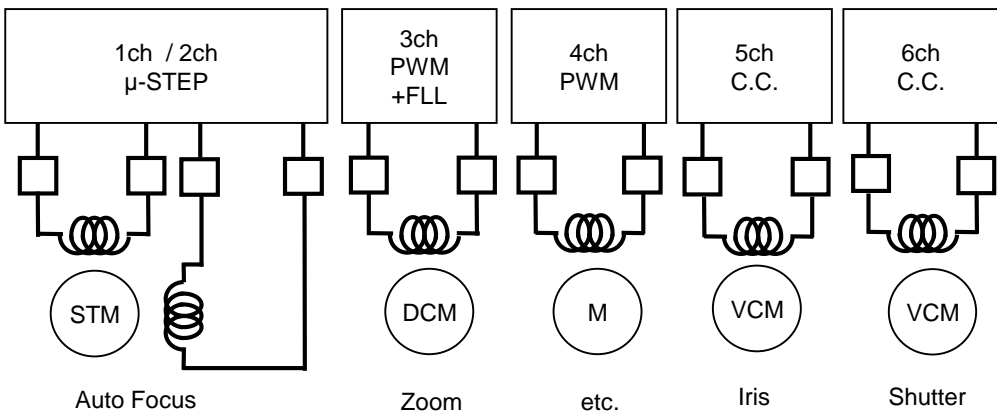 1ch / 2ch
µ-STEP
3ch
PWM
+FLL
4ch
PWM
5ch
C.C.
6ch
C.C.
STM
DCM
M
VCM
VCM
Auto Focus
Zoom
etc.
Iris
Shutter